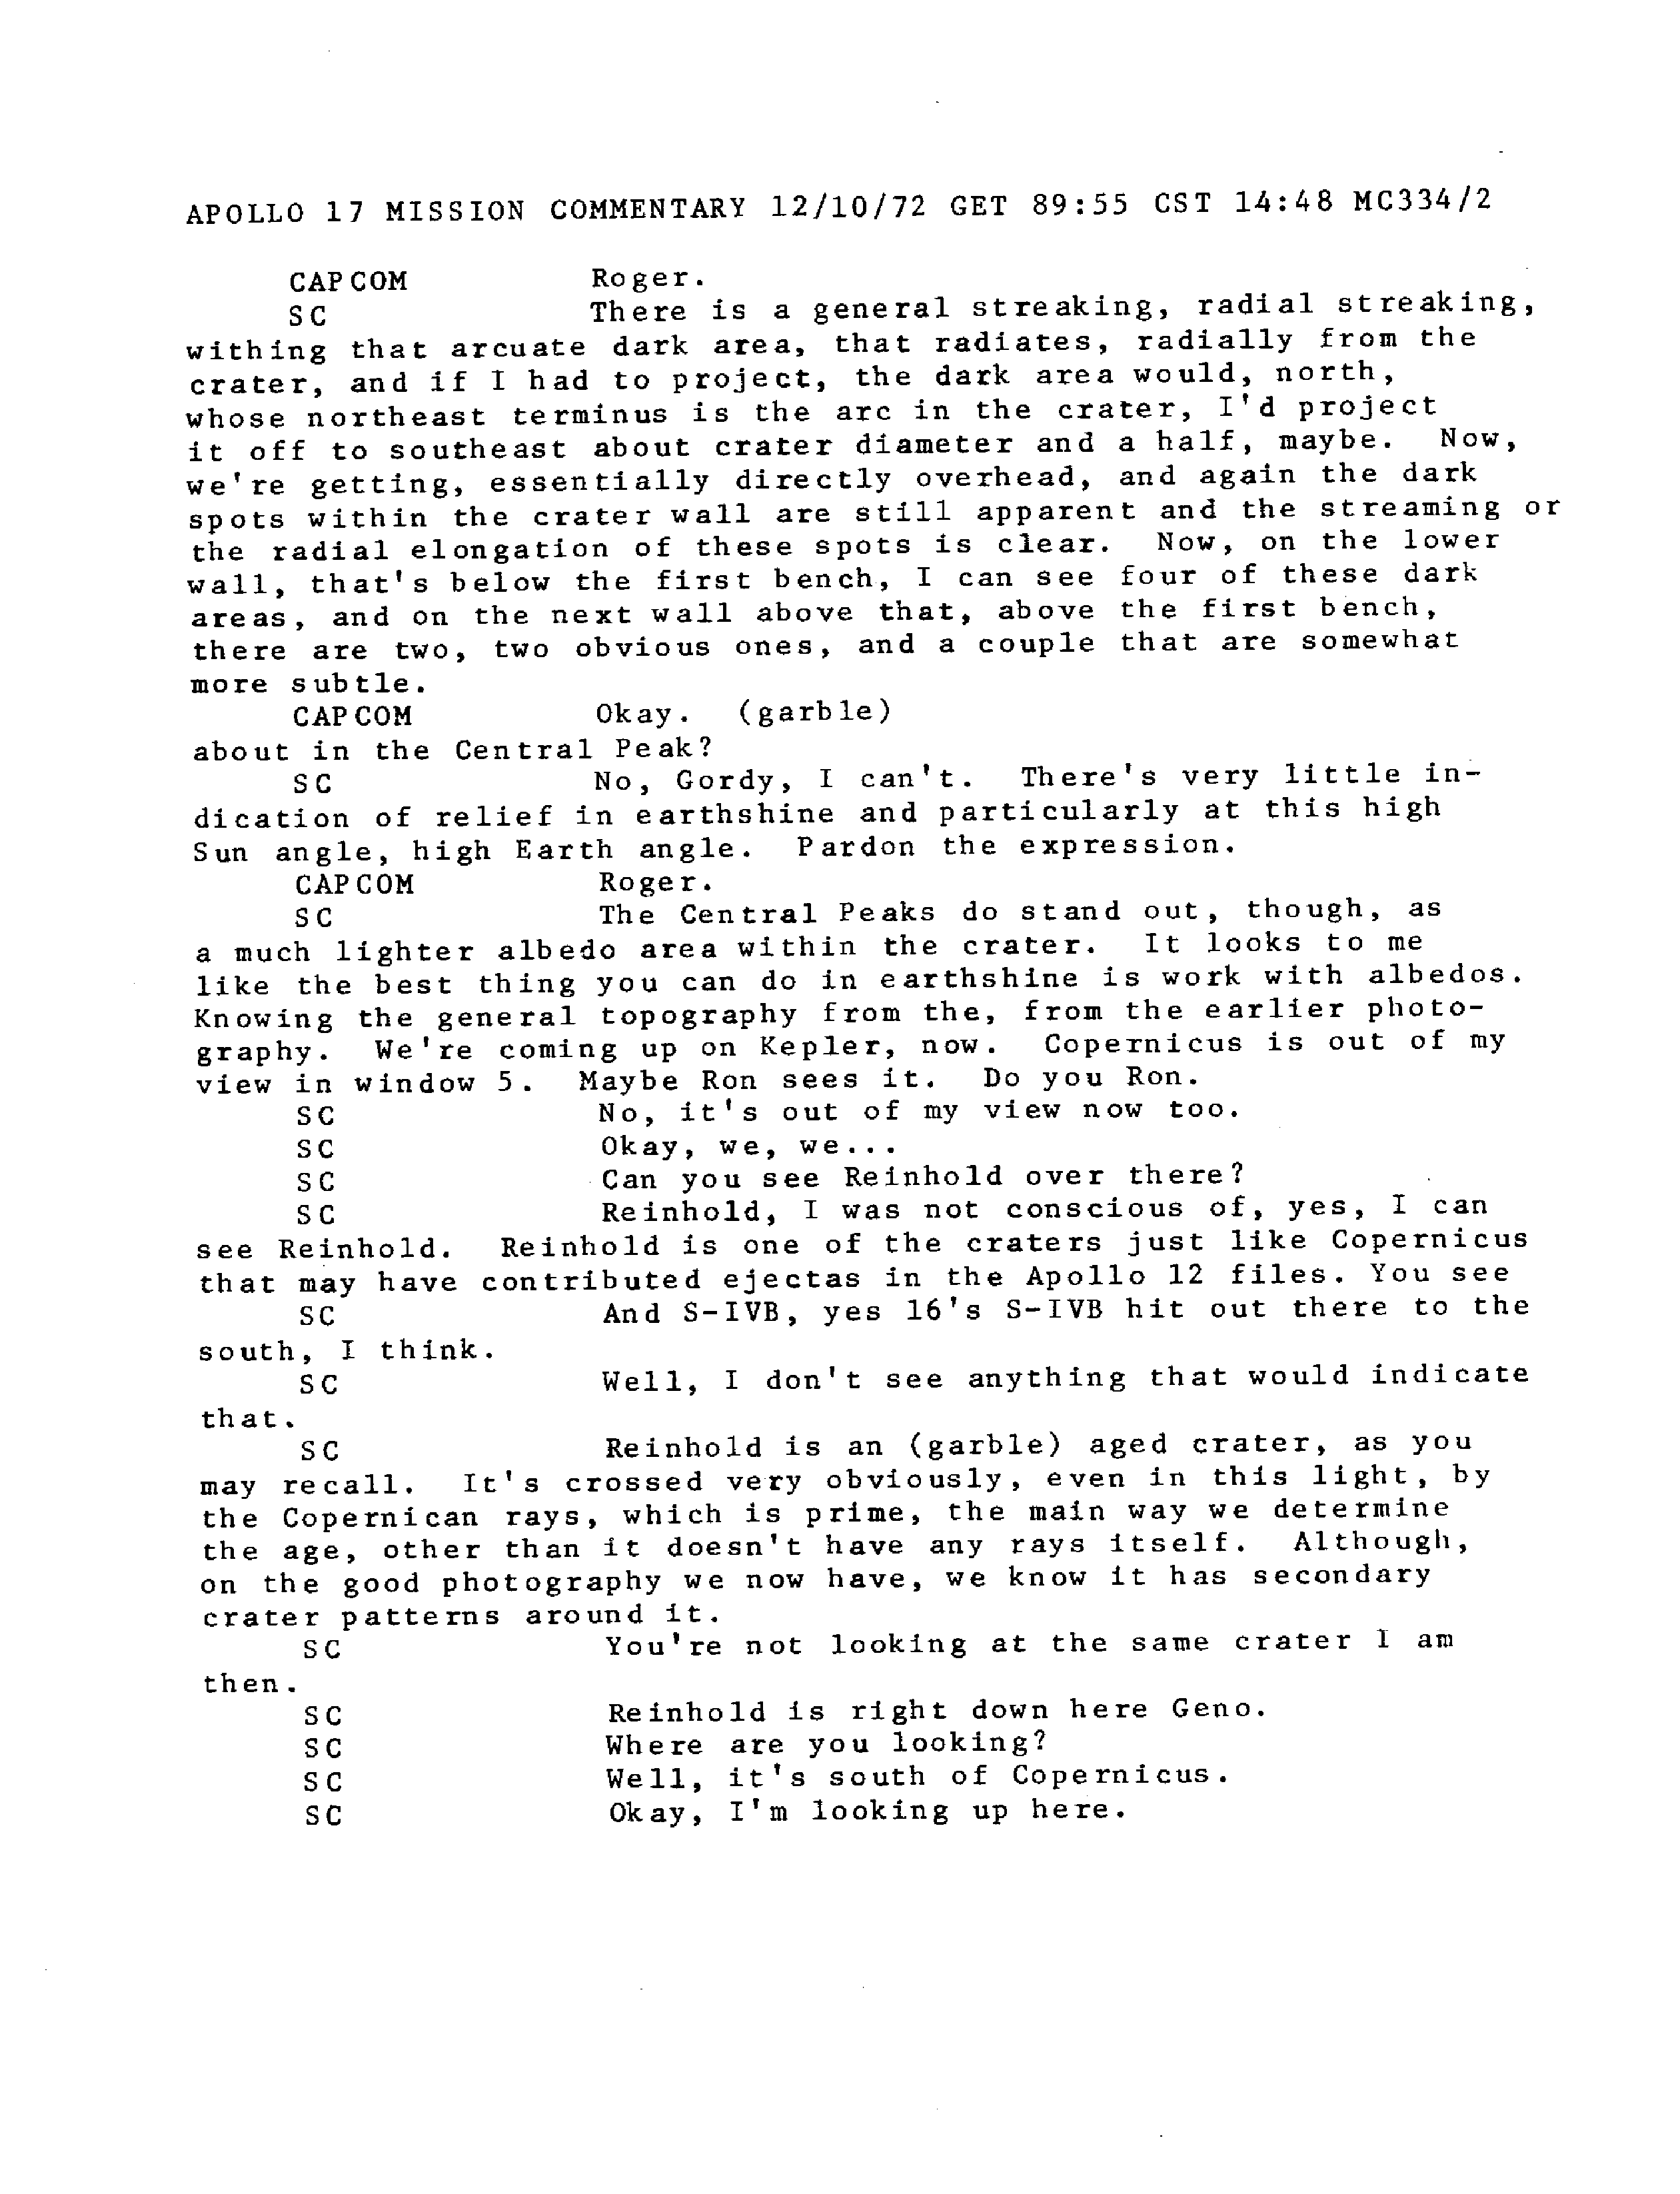 APOLLO 17 MISSION COMMENTARY 12/10/72 GET 89:55 CST 14:48 MC334/2
CAPCOM Roger.
SC There is a general streaking, radial streaking,
withing that arcuate dark area, that radiates, radially from the
crater, and if I had to project, the dark area would, north,
whose northeast terminus is the arc in the crater, I'd project
it off to southeast about crater diameter and a half, maybe. Now,
we're getting, essentially directly overhead, and again the dark
spots within the crater wall are still apparent and the streaming or
the radial elongation of these spots is clear. Now, on the lower
wall, that's below the first bench, I can see four of these dark
areas, and on the next wall above that, above the first bench,
there are two, two obvious ones, and a couple that are somewhat
more subtle.
CAPCOM Okay. (garble)
about in the Central Peak?
SC No, Gordy, I can't. There's very little in-
dication of relief in earthshine and particularly at this high
Sun angle, high Earth angle. Pardon the expression.
CAPCOM Roger.
SC The Central Peaks do stand out, though, as
a much lighter albedo area within the crater. It looks to me
like the best thing you can do in earthshine is work with albedos.
Knowing the general topography from the, from the earlier photo-
graphy. We're coming up on Kepler, now. Copernicus is out of my
view in window 5. Maybe Ron sees it. Do you Ron.
SC No, it's out of my view now too.
SC Okay, we, we...
SC Can you see Reinhold over there?
SC Reinhold, I was not conscious of, yes, I can
see Reinhold. Reinhold is one of the craters just like Copernicus
that may have contributed ejectas in the Apollo 12 files. You see
SC And S-IVB, yes 16's S-IVB hit out there to the
south, I think.
SC Well, I don't see anything that would indicate
that.
SC Reinhold is an (garble) aged crater, as you
may recall. It's crossed very obviously, even in this light, by
the Copernican rays, which is prime, the main way we determine
the age, other than it doesn't have any rays itself. Although,
on the good photography we now have, we know it has secondary
crater patterns around it.
SC You're not looking at the same crater I am
then.
SC Reinhold is right down here Geno.
SC Where are you looking?
SC Well, it's south of Copernicus.
SC Okay, I'm looking up here.